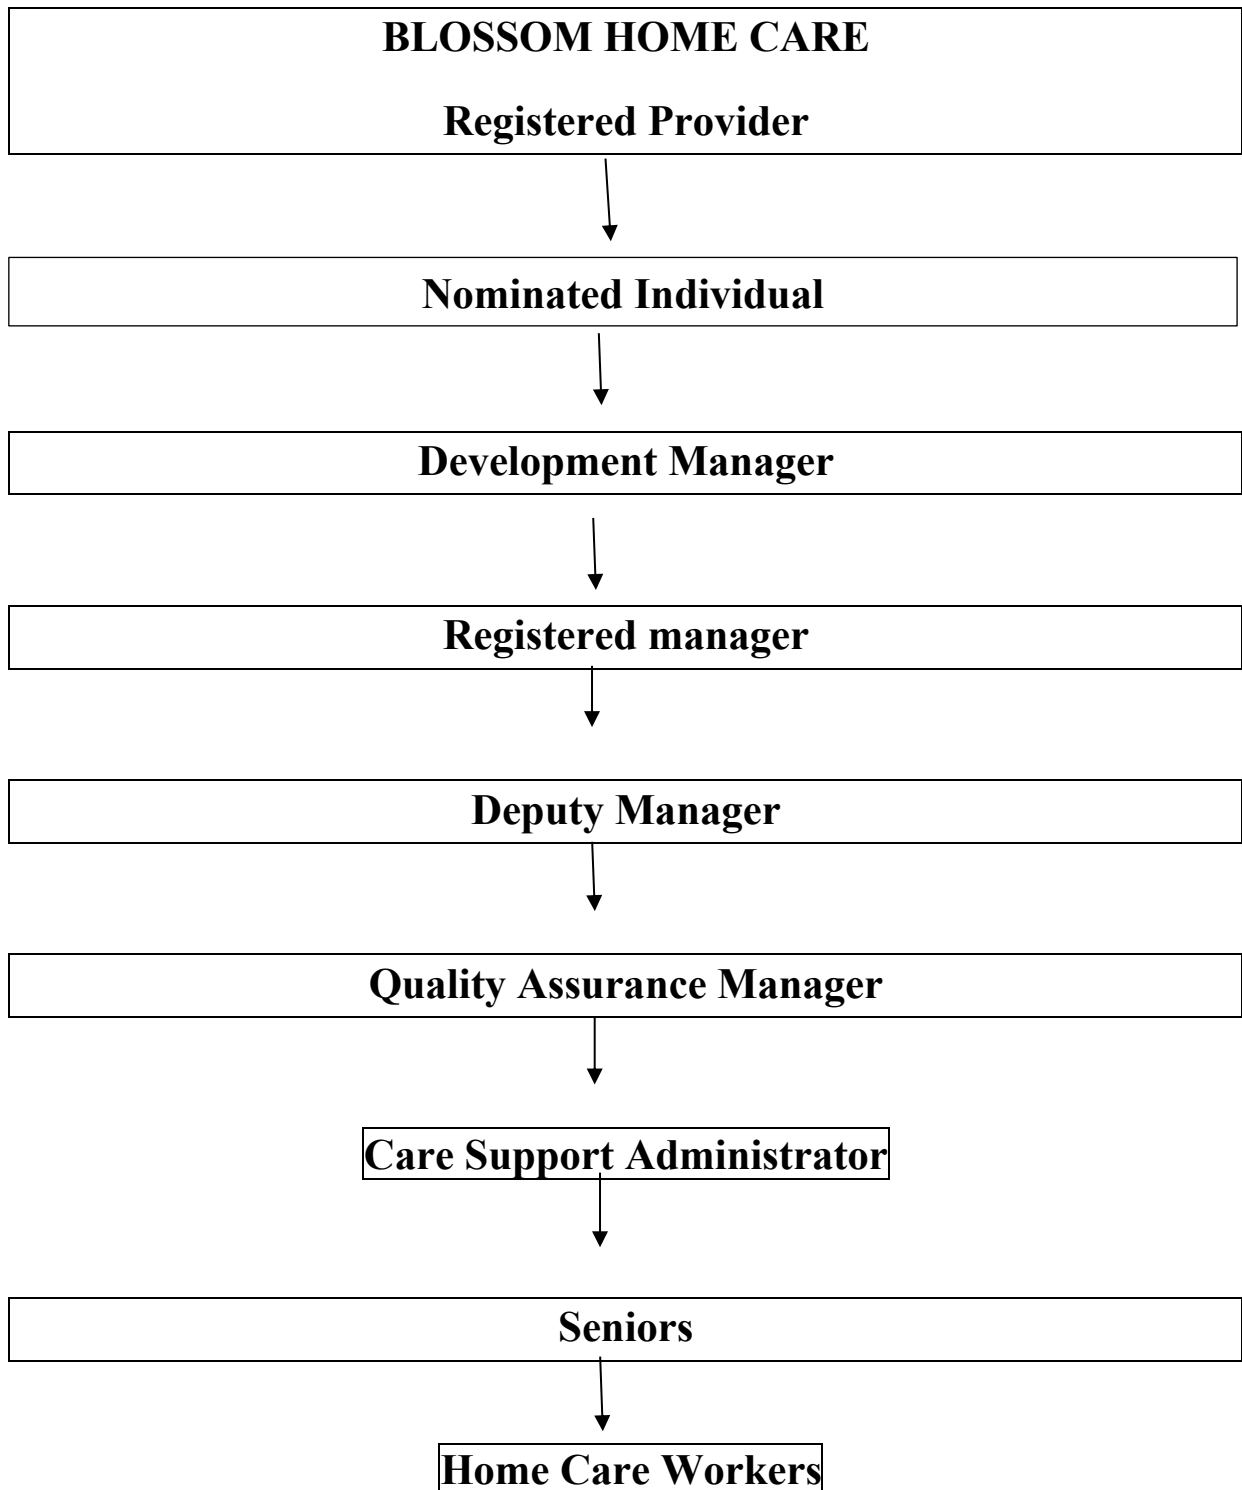 BLOSSOM HOME CARE
Registered Provider
Nominated Individual
Development Manager
Registered manager
Deputy Manager
Quality Assurance Manager
Care Support Administrator
Seniors
Home Care Workers